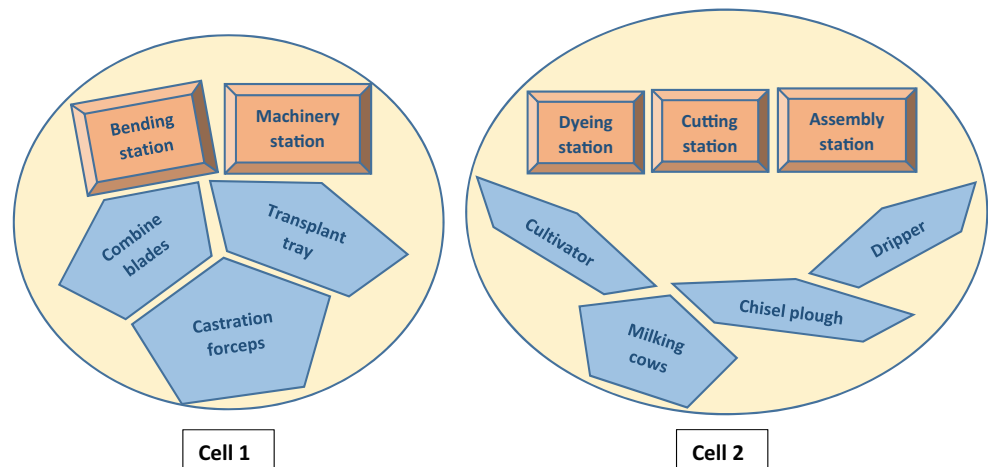 Bending
station
Machinery
station
Combine
blades
Transplant
tray
Castration
forceps
Cell 1
Dyeing
station
Cutting
station
Assembly
station
Cultivator
Dripper
Chisel plough
Milking
cows
Cell 2